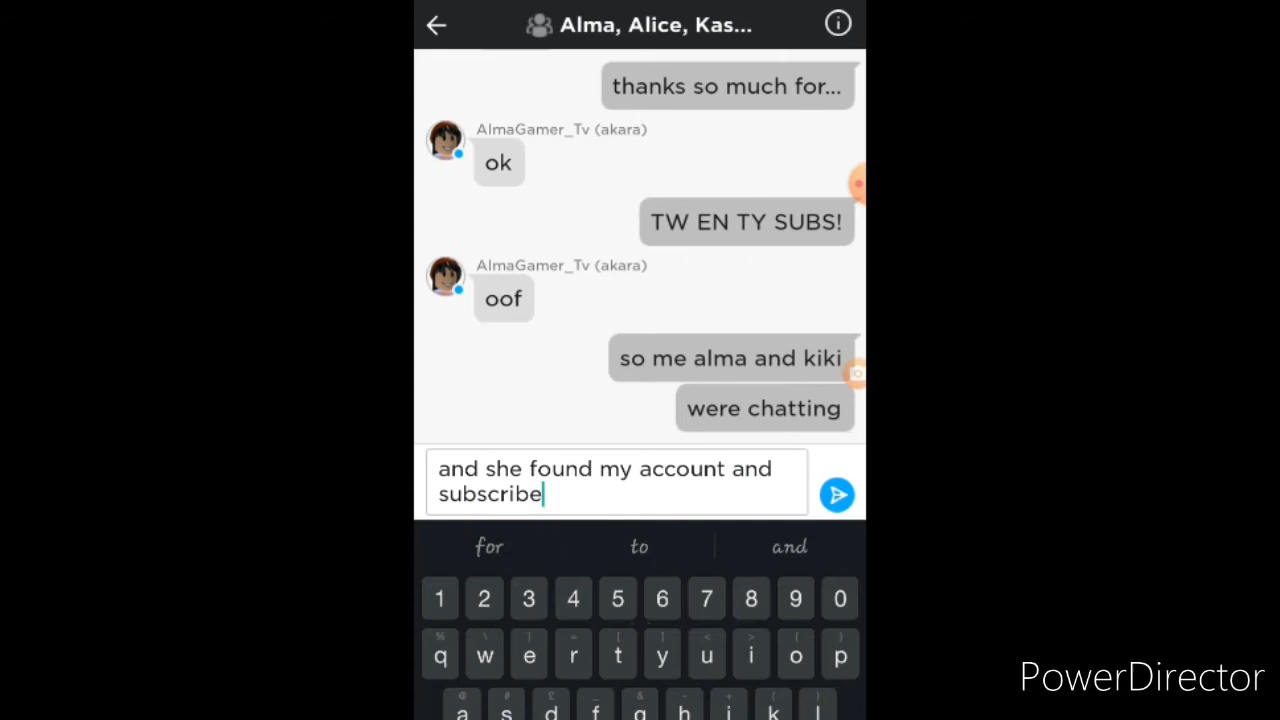 Alma, Alice, Kas...
thanks so much for...
AlmaGamer_Tv (akara)
ok
TW EN TY SUBS!
AlmaGamer_Tv (akara)
oof
so me alma and kiki
were chatting
and she found my account and
subscribe
for to and
1 2 3 4 5 6 7 8 9 0
q w e r t y u i o p
a s d f g h j k l
PowerDirector